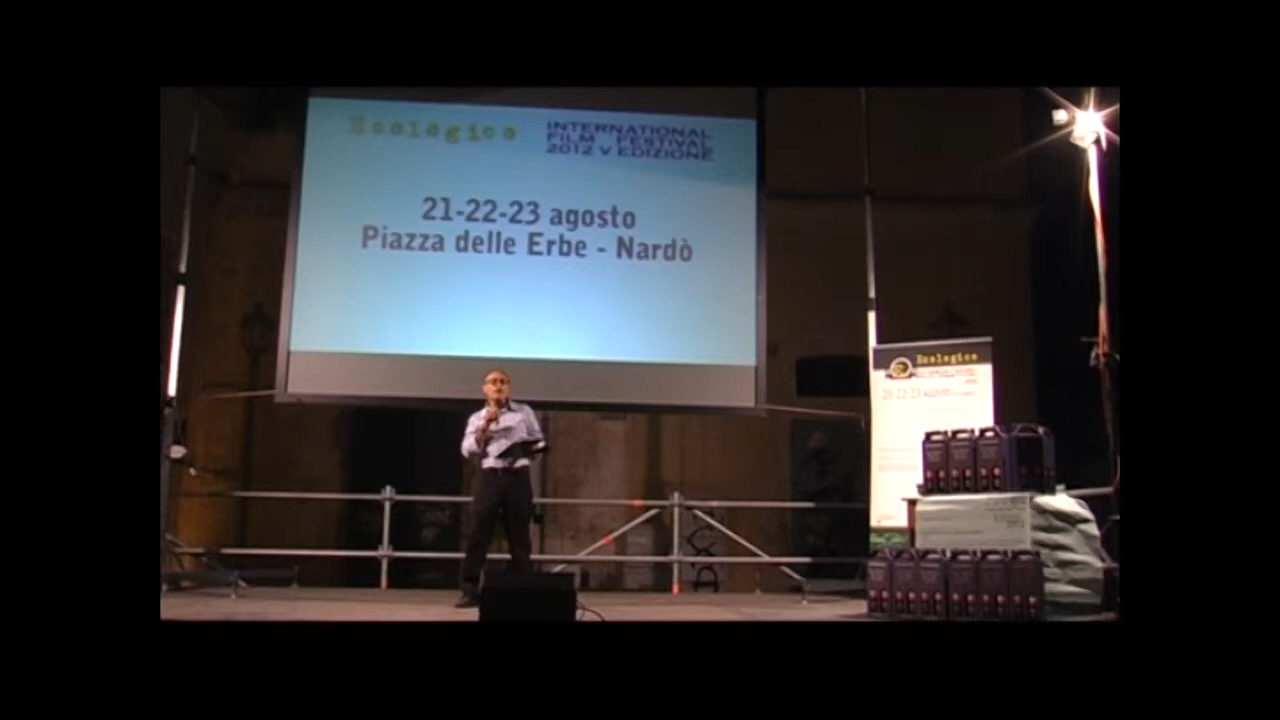 Ecologico
INTERNATIONAL
FILM FESTIVAL
2012 V EDIZIONE
21-22-23 agosto
Piazza delle Erbe - Nardò
Ecologico
21-22-23 AGOSTO